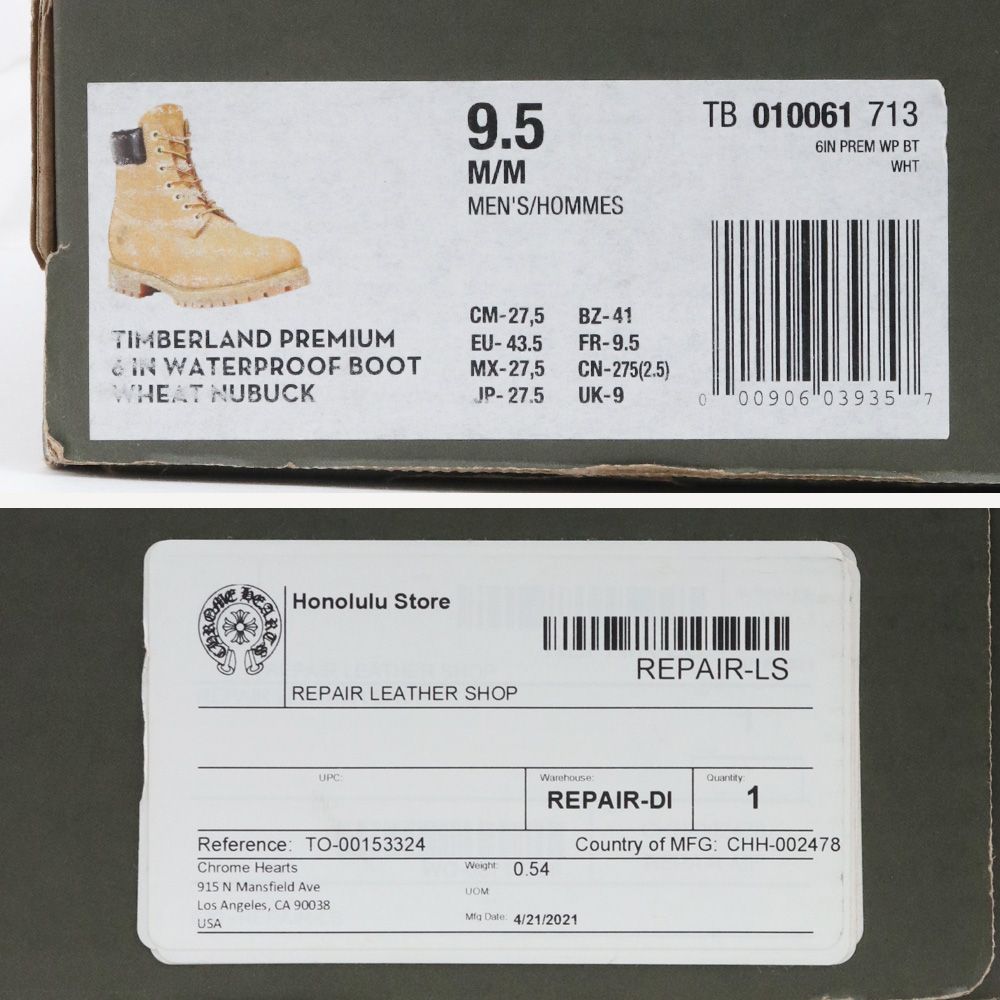 9.5
M/M
MEN'S/HOMMES
TB 010061 713
6IN PREM WP BT
WHT
TIMBERLAND PREMIUM
6 IN WATERPROOF BOOT
WHEAT NUBUCK
CM-27,5 BZ-41
EU-43.5 FR-9.5
MX-27,5 CN-275(2.5)
JP-27.5 UK-9
0 00906 03935 7
CHROME HEARTS
Honolulu Store
REPAIR-LS
REPAIR LEATHER SHOP
UPC:
Warehouse: Quantity:
REPAIR-DI 1
Reference: TO-00153324 Country of MFG: CHH-002478
Chrome Hearts Weight: 0.54
915 N Mansfield Ave
UOM:
Los Angeles, CA 90038
USA Mfg Date: 4/21/2021